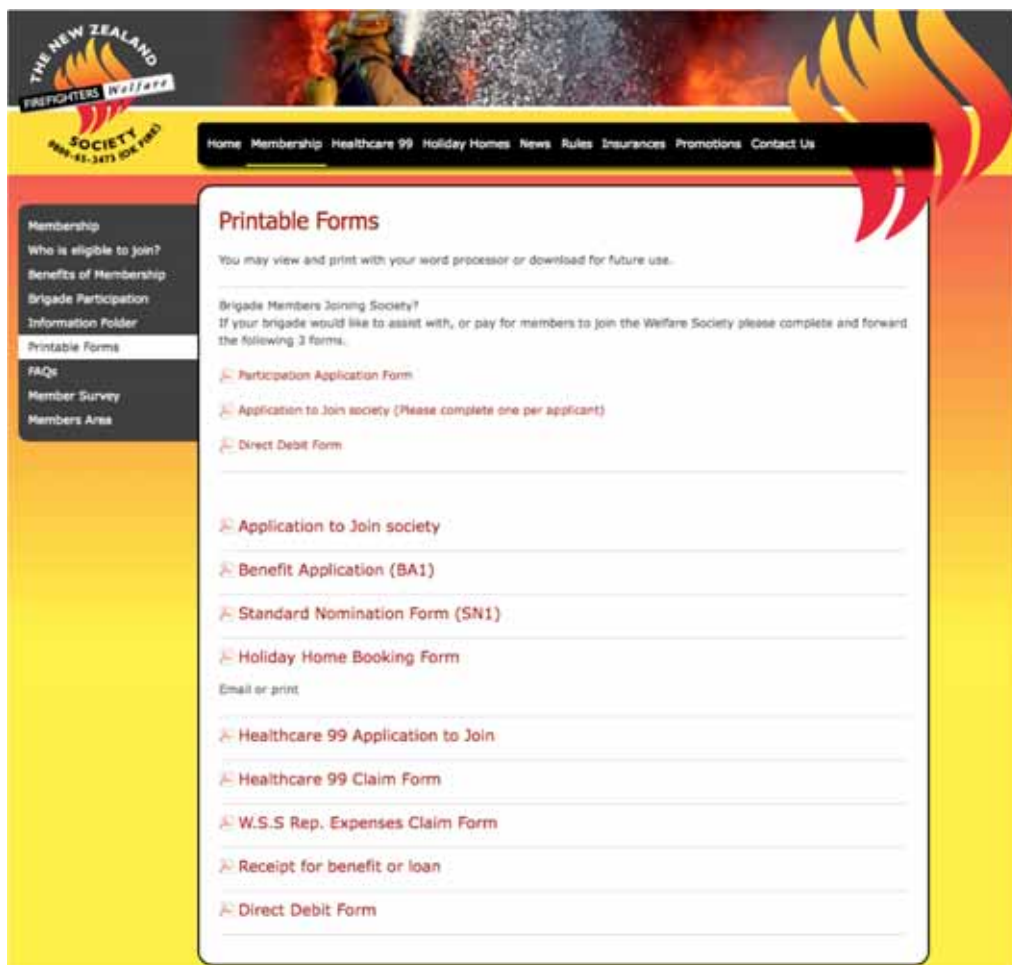 THE NEW ZEALAND
FIREFIGHTERS Welfare
SOCIETY
0800-65-3473 (OK FIRE)
Home Membership Healthcare 99 Holiday Homes News Rules Insurances Promotions Contact Us
Membership
Who is eligible to join?
Benefits of Membership
Brigade Participation
Information Folder
Printable Forms
FAQs
Member Survey
Members Area
Printable Forms
You may view and print with your word processor or download for future use.
Brigade Members Joining Society?
If your brigade would like to assist with, or pay for members to join the Welfare Society please complete and forward
the following 3 forms.
Participation Application Form
Application to Join society (Please complete one per applicant)
Direct Debit Form
Application to Join society
Benefit Application (BA1)
Standard Nomination Form (SN1)
Holiday Home Booking Form
Email or print
Healthcare 99 Application to Join
Healthcare 99 Claim Form
W.S.S Rep. Expenses Claim Form
Receipt for benefit or loan
Direct Debit Form